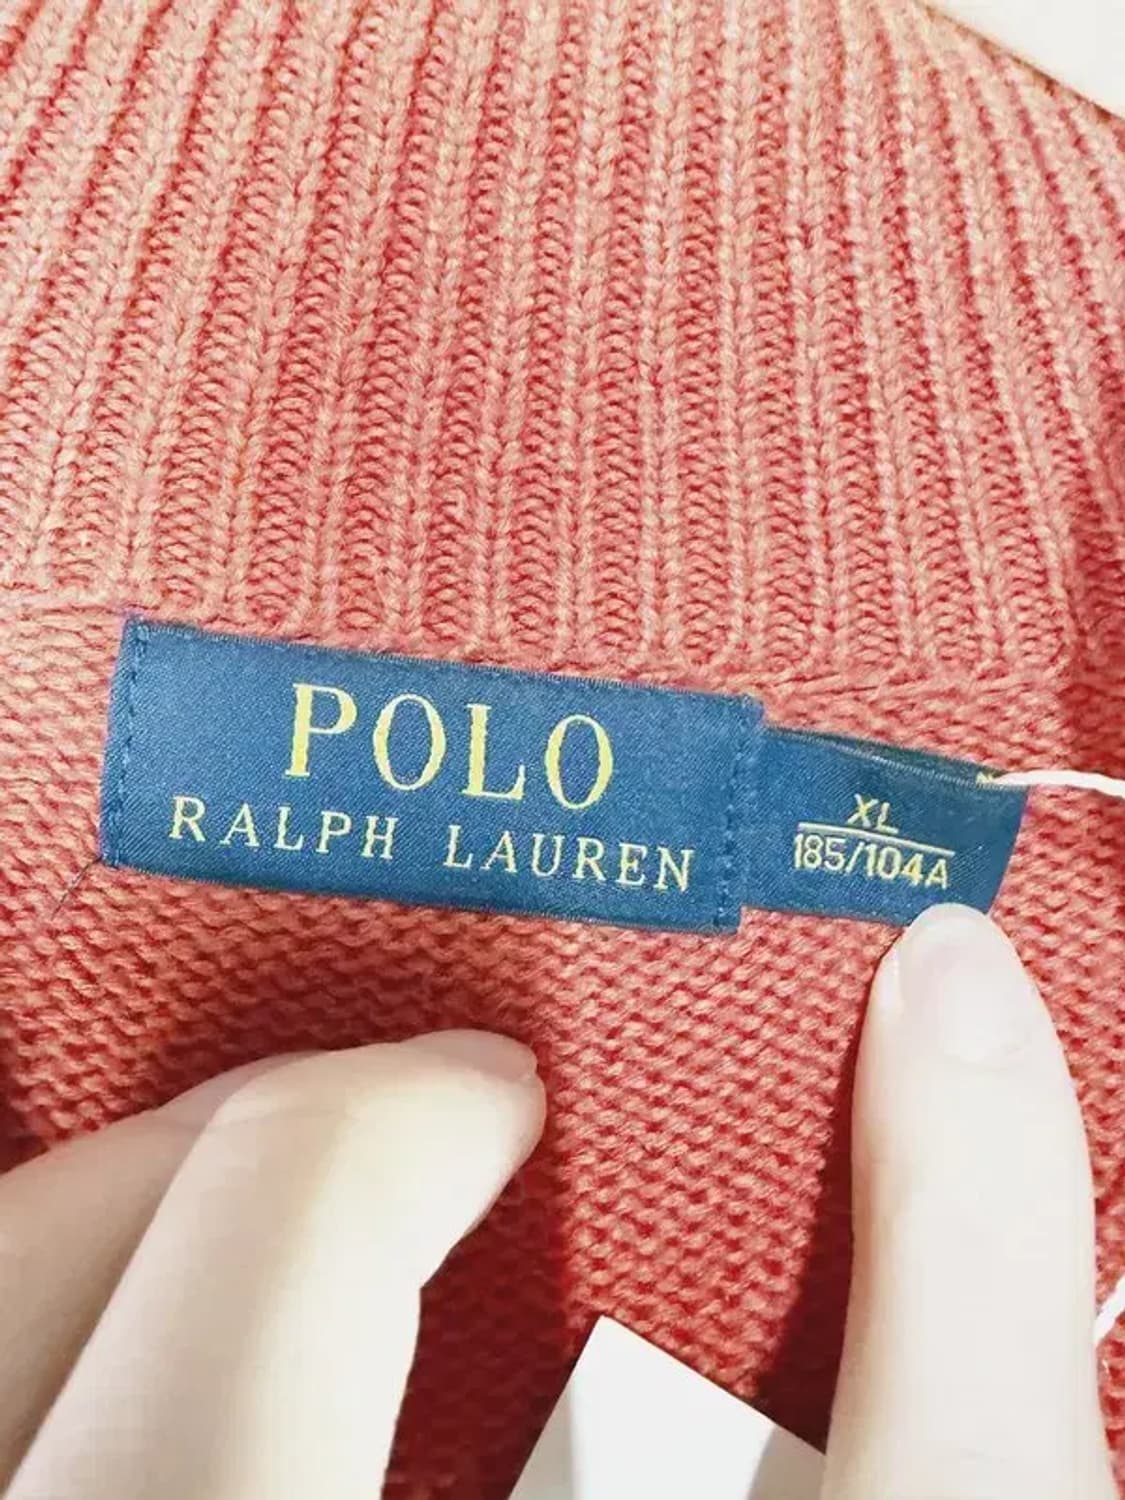 POLO
RALPH LAUREN
XL
185/104A